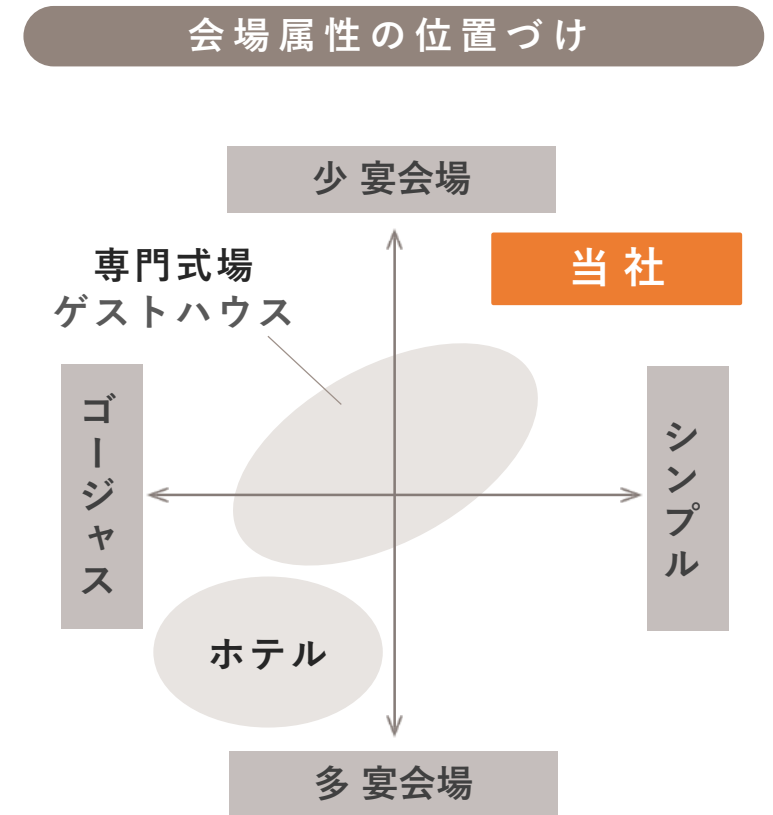 会場属性の位置づけ
少 宴会場
専門式場
ゲストハウス
当社
ゴージャス
シンプル
ホテル
多 宴会場